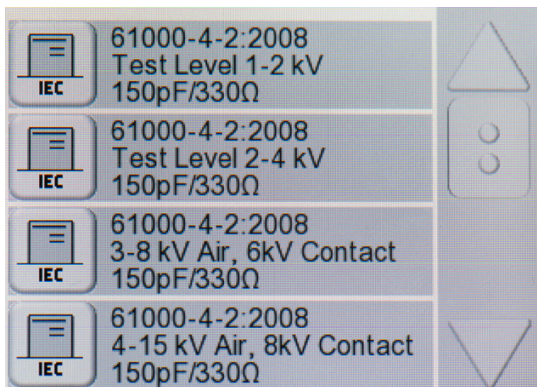 61000-4-2:2008
Test Level 1-2 kV
150pF/330Ω
IEC
61000-4-2:2008
Test Level 2-4 kV
150pF/330Ω
IEC
61000-4-2:2008
3-8 kV Air, 6kV Contact
150pF/330Ω
IEC
61000-4-2:2008
4-15 kV Air, 8kV Contact
150pF/330Ω
IEC